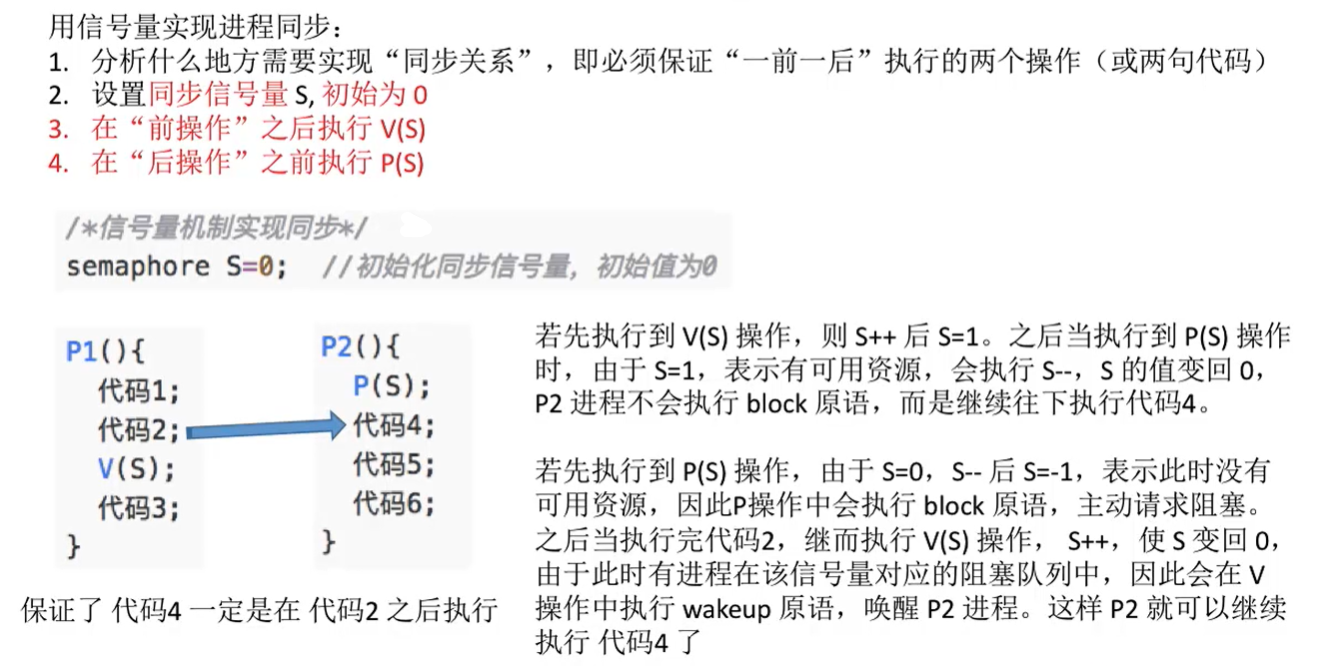 用信号量实现进程同步：
1. 分析什么地方需要实现“同步关系”，即必须保证“一前一后”执行的两个操作（或两句代码）
2. 设置同步信号量 S, 初始为 0
3. 在“前操作”之后执行 V(S)
4. 在“后操作”之前执行 P(S)
/*信号量机制实现同步*/
semaphore S=0; //初始化同步信号量，初始值为0
P1(){
代码1;
代码2;
V(S);
代码3;
}
P2(){
P(S);
代码4;
代码5;
代码6;
}
保证了 代码4 一定是在 代码2 之后执行
若先执行到 V(S) 操作，则 S++ 后 S=1。之后当执行到 P(S) 操作
时，由于 S=1，表示有可用资源，会执行 S--，S 的值变回 0，
P2 进程不会执行 block 原语，而是继续往下执行代码4。
若先执行到 P(S) 操作，由于 S=0，S-- 后 S=-1，表示此时没有
可用资源，因此P操作中会执行 block 原语，主动请求阻塞。
之后当执行完代码2，继而执行 V(S) 操作， S++，使 S 变回 0，
由于此时有进程在该信号量对应的阻塞队列中，因此会在 V
操作中执行 wakeup 原语，唤醒 P2 进程。这样 P2 就可以继续
执行 代码4 了